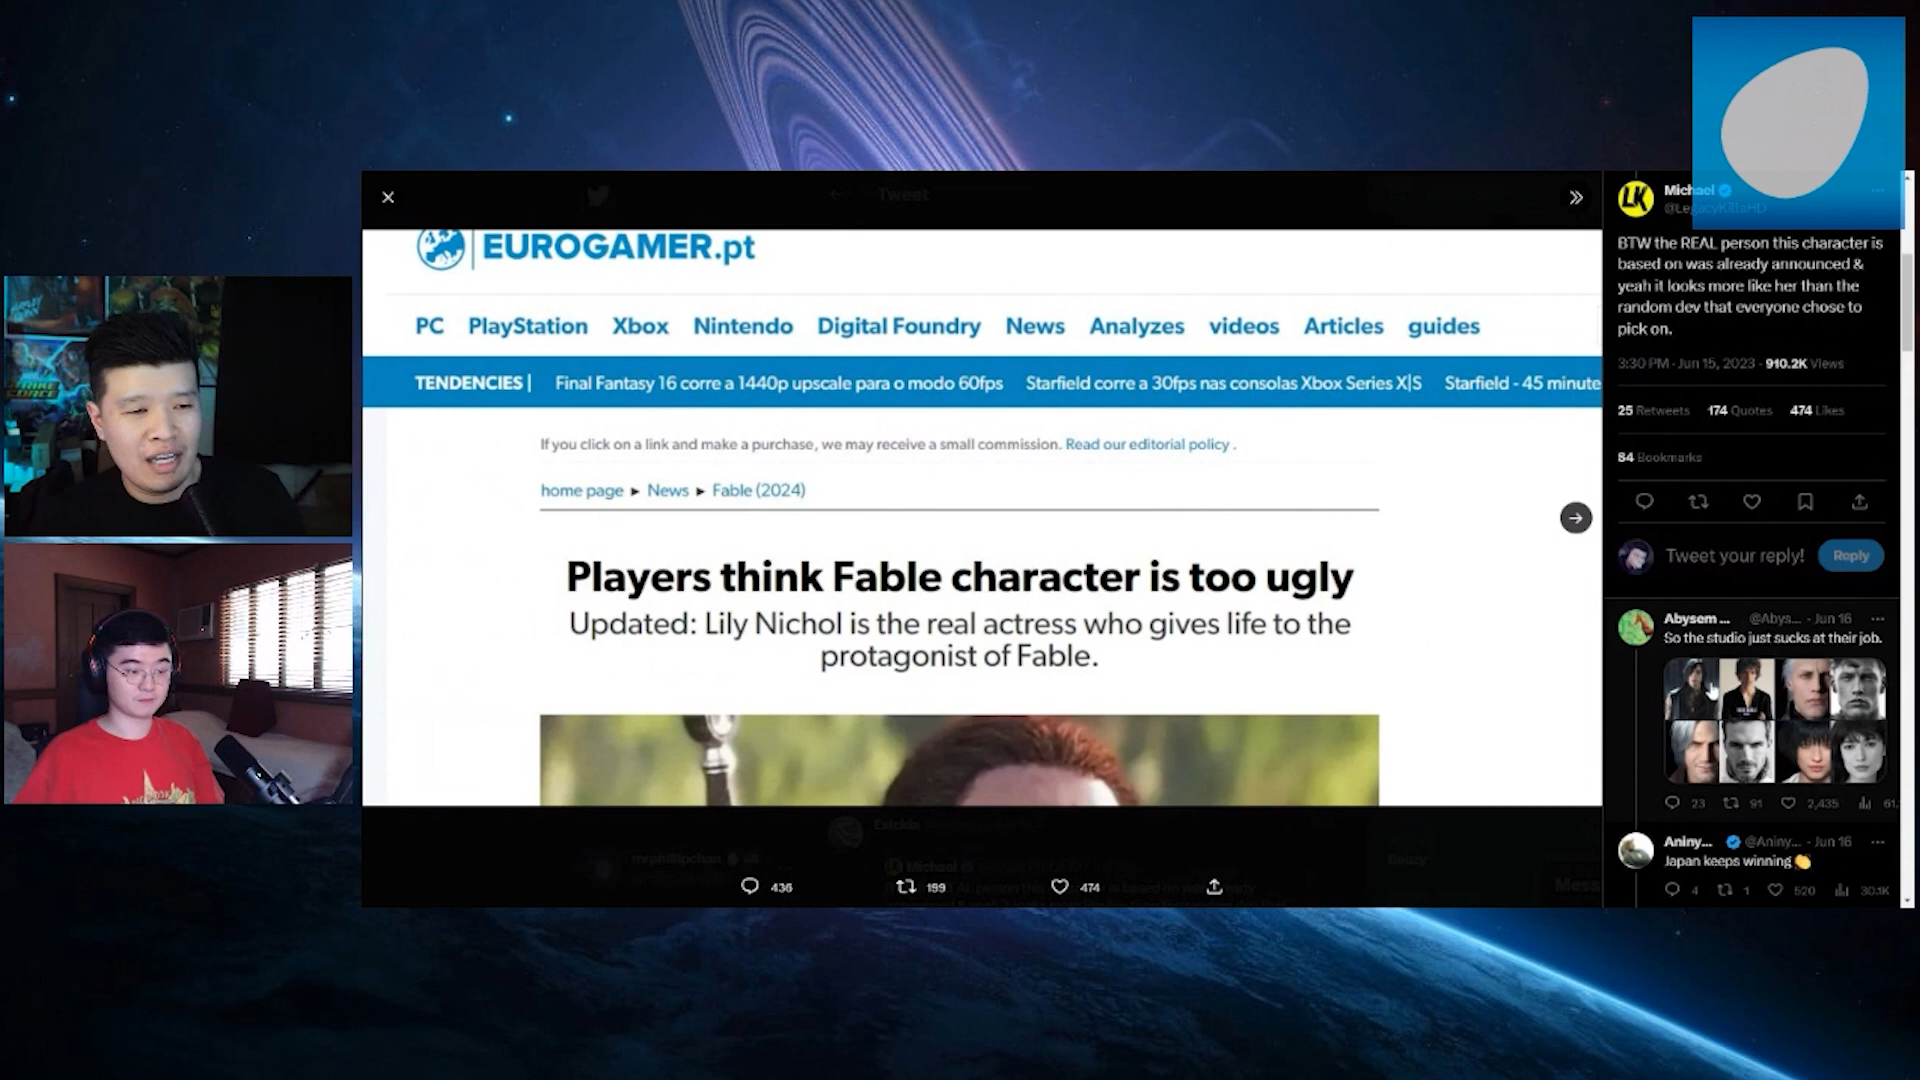 Tweet
EUROGAMER.pt
PC PlayStation Xbox Nintendo Digital Foundry News Analyzes videos Articles guides
TENDENCIES | Final Fantasy 16 corre a 1440p upscale para o modo 60fps Starfield corre a 30fps nas consolas Xbox Series X|S Starfield - 45 minute
If you click on a link and make a purchase, we may receive a small commission. Read our editorial policy .
home page ▸ News ▸ Fable (2024)
Players think Fable character is too ugly
Updated: Lily Nichol is the real actress who gives life to the
protagonist of Fable.
436 199 474
LK
Michael
@LegacyKillaHD
BTW the REAL person this character is
based on was already announced &
yeah it looks more like her than the
random dev that everyone chose to
pick on.
3:30 PM · Jun 15, 2023 · 910.2K Views
25 Retweets 174 Quotes 474 Likes
84 Bookmarks
Tweet your reply! Reply
Abysem... @Abys... · Jun 16 ...
So the studio just sucks at their job.
23 91 2,435 61.
Aniny... @Aniny... · Jun 16 ...
Japan keeps winning 👏
4 1 520 30.1K